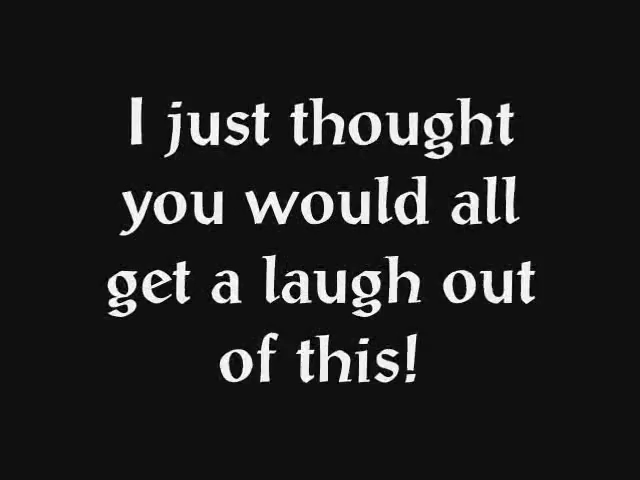 I just thought
you would all
get a laugh out
of this!